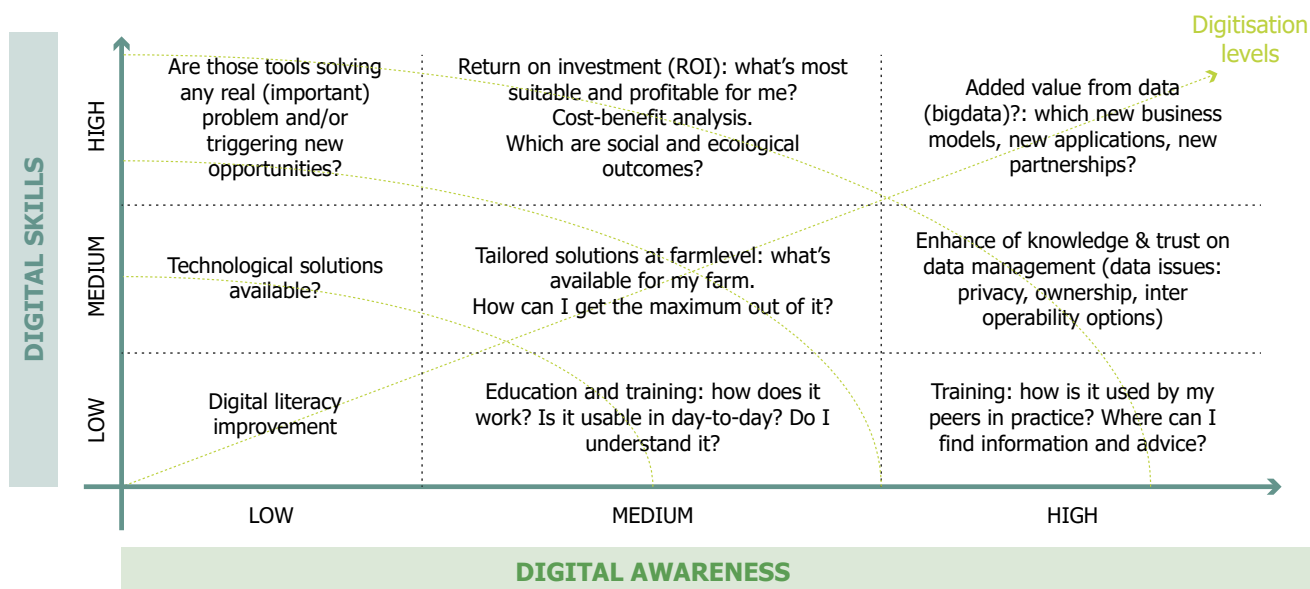 Digitisation
levels
DIGITAL SKILLS
HIGH
Are those tools solving
any real (important)
problem and/or
triggering new
opportunities?
Return on investment (ROI): what's most
suitable and profitable for me?
Cost-benefit analysis.
Which are social and ecological
outcomes?
Added value from data
(bigdata)?: which new business
models, new applications, new
partnerships?
MEDIUM
Technological solutions
available?
Tailored solutions at farmlevel: what's
available for my farm.
How can I get the maximum out of it?
Enhance of knowledge & trust on
data management (data issues:
privacy, ownership, inter
operability options)
LOW
Digital literacy
improvement
Education and training: how does it
work? Is it usable in day-to-day? Do I
understand it?
Training: how is it used by my
peers in practice? Where can I
find information and advice?
LOW
MEDIUM
HIGH
DIGITAL AWARENESS